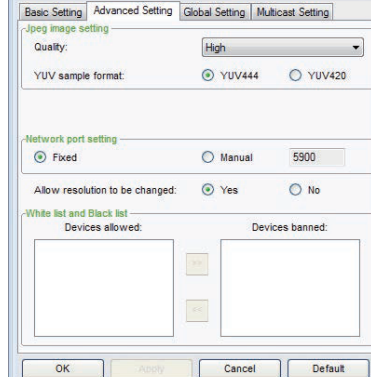 Basic Setting Advanced Setting Global Setting Multicast Setting
Jpeg image setting
Quality: High
YUV sample format: YUV444 YUV420
Network port setting
Fixed Manual 5900
Allow resolution to be changed: Yes No
White list and Black list
Devices allowed: Devices banned:
>>
<<
OK Apply Cancel Default